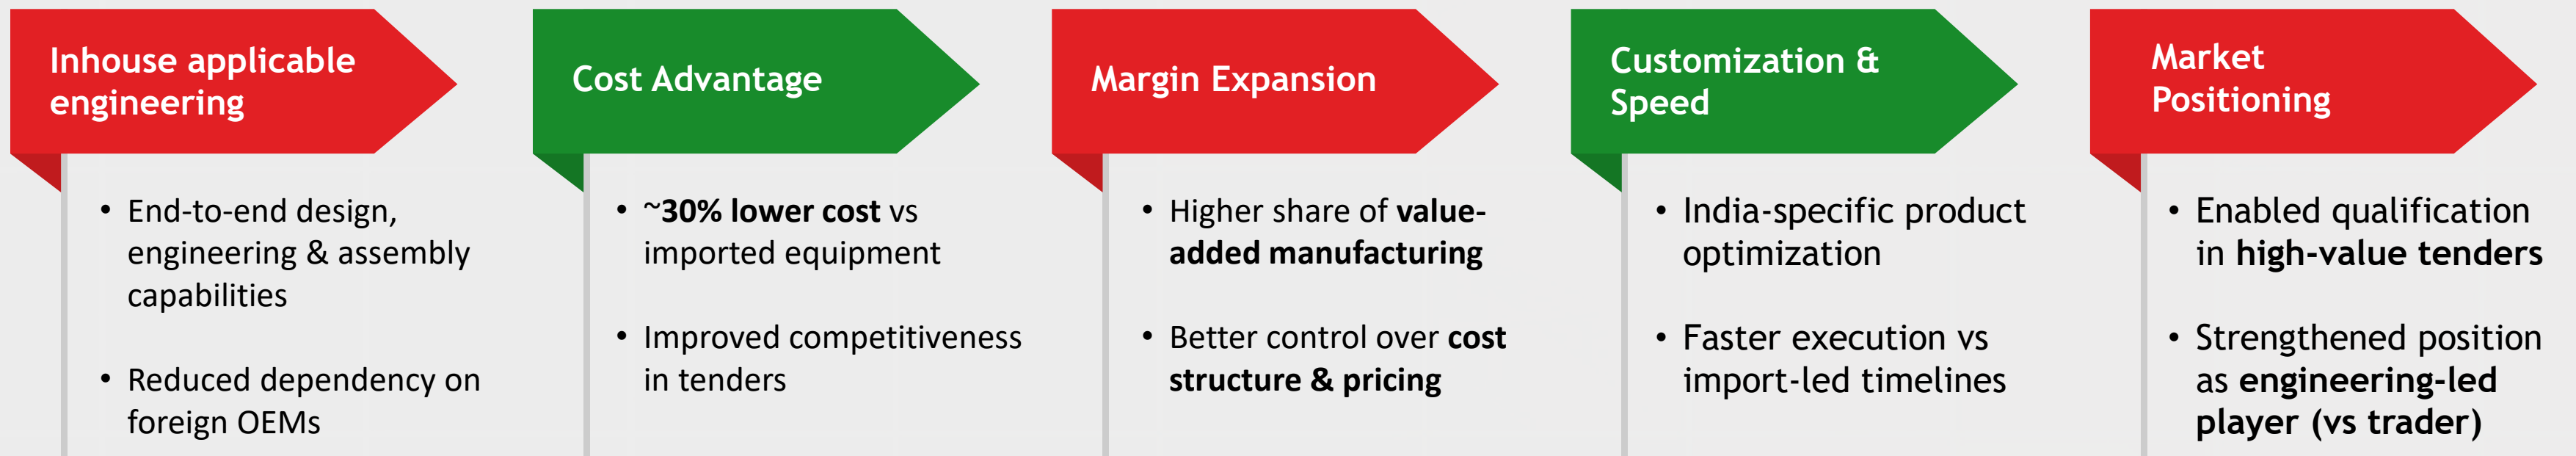 Inhouse applicable
engineering
• End-to-end design,
engineering & assembly
capabilities
• Reduced dependency on
foreign OEMs
Cost Advantage
• ~30% lower cost vs
imported equipment
• Improved competitiveness
in tenders
Margin Expansion
• Higher share of value-
added manufacturing
• Better control over cost
structure & pricing
Customization &
Speed
• India-specific product
optimization
• Faster execution vs
import-led timelines
Market
Positioning
• Enabled qualification
in high-value tenders
• Strengthened position
as engineering-led
player (vs trader)